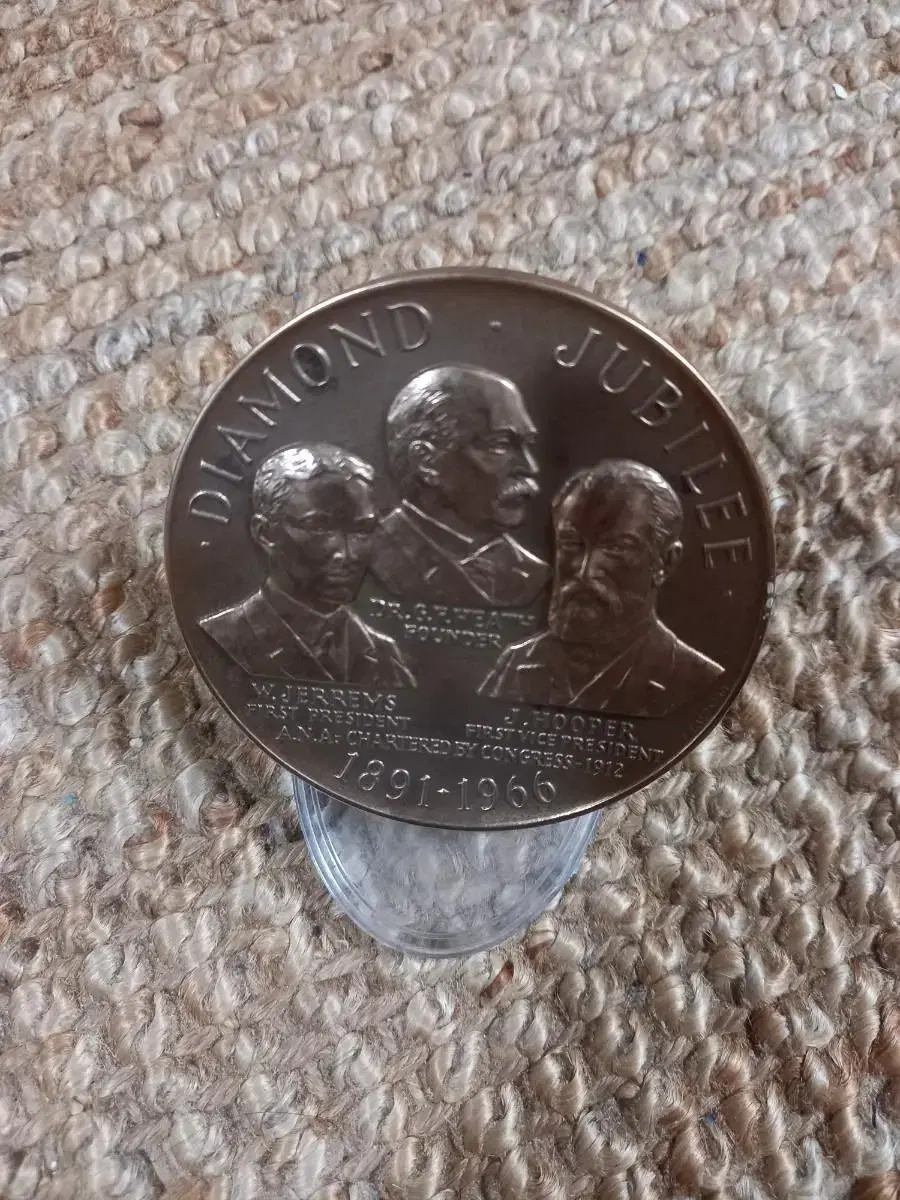 · DIAMOND · JUBILEE ·
DR. G.F. HEATH
FOUNDER
W. JERREMS
FIRST PRESIDENT
J. HOOPER
FIRST VICE PRESIDENT
A.N.A. CHARTERED BY CONGRESS-1912
1891·1966